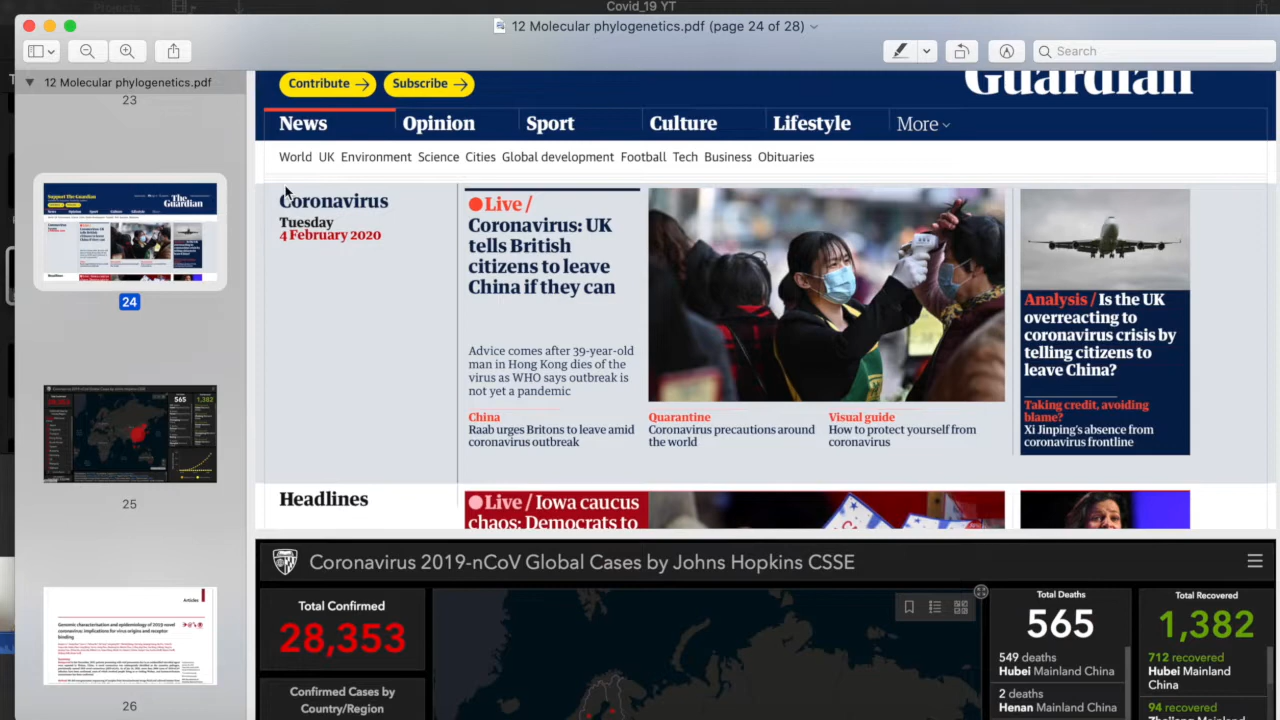 Covid_19 YT
12 Molecular phylogenetics.pdf (page 24 of 28)
Search
12 Molecular phylogenetics.pdf
23
24
25
26
Contribute →
Subscribe →
Guardian
News
Opinion
Sport
Culture
Lifestyle
More
World UK Environment Science Cities Global development Football Tech Business Obituaries
Coronavirus
Tuesday
4 February 2020
Live /
Coronavirus: UK
tells British
citizens to leave
China if they can
Advice comes after 39-year-old
man in Hong Kong dies of the
virus as WHO says outbreak is
not yet a pandemic
China
Raab urges Britons to leave amid
coronavirus outbreak
Quarantine
Coronavirus precautions around
the world
Visual guide
How to protect yourself from
coronavirus
Analysis / Is the UK
overreacting to
coronavirus crisis by
telling citizens to
leave China?
Taking credit, avoiding
blame?
Xi Jinping's absence from
coronavirus frontline
Headlines
Live / Iowa caucus
chaos: Democrats to
Coronavirus 2019-nCoV Global Cases by Johns Hopkins CSSE
Total Confirmed
28,353
Confirmed Cases by
Country/Region
Total Deaths
565
549 deaths
Hubei Mainland China
2 deaths
Henan Mainland China
Total Recovered
1,382
712 recovered
Hubei Mainland
China
94 recovered